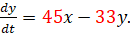 dy/dt = 45x − 33y.